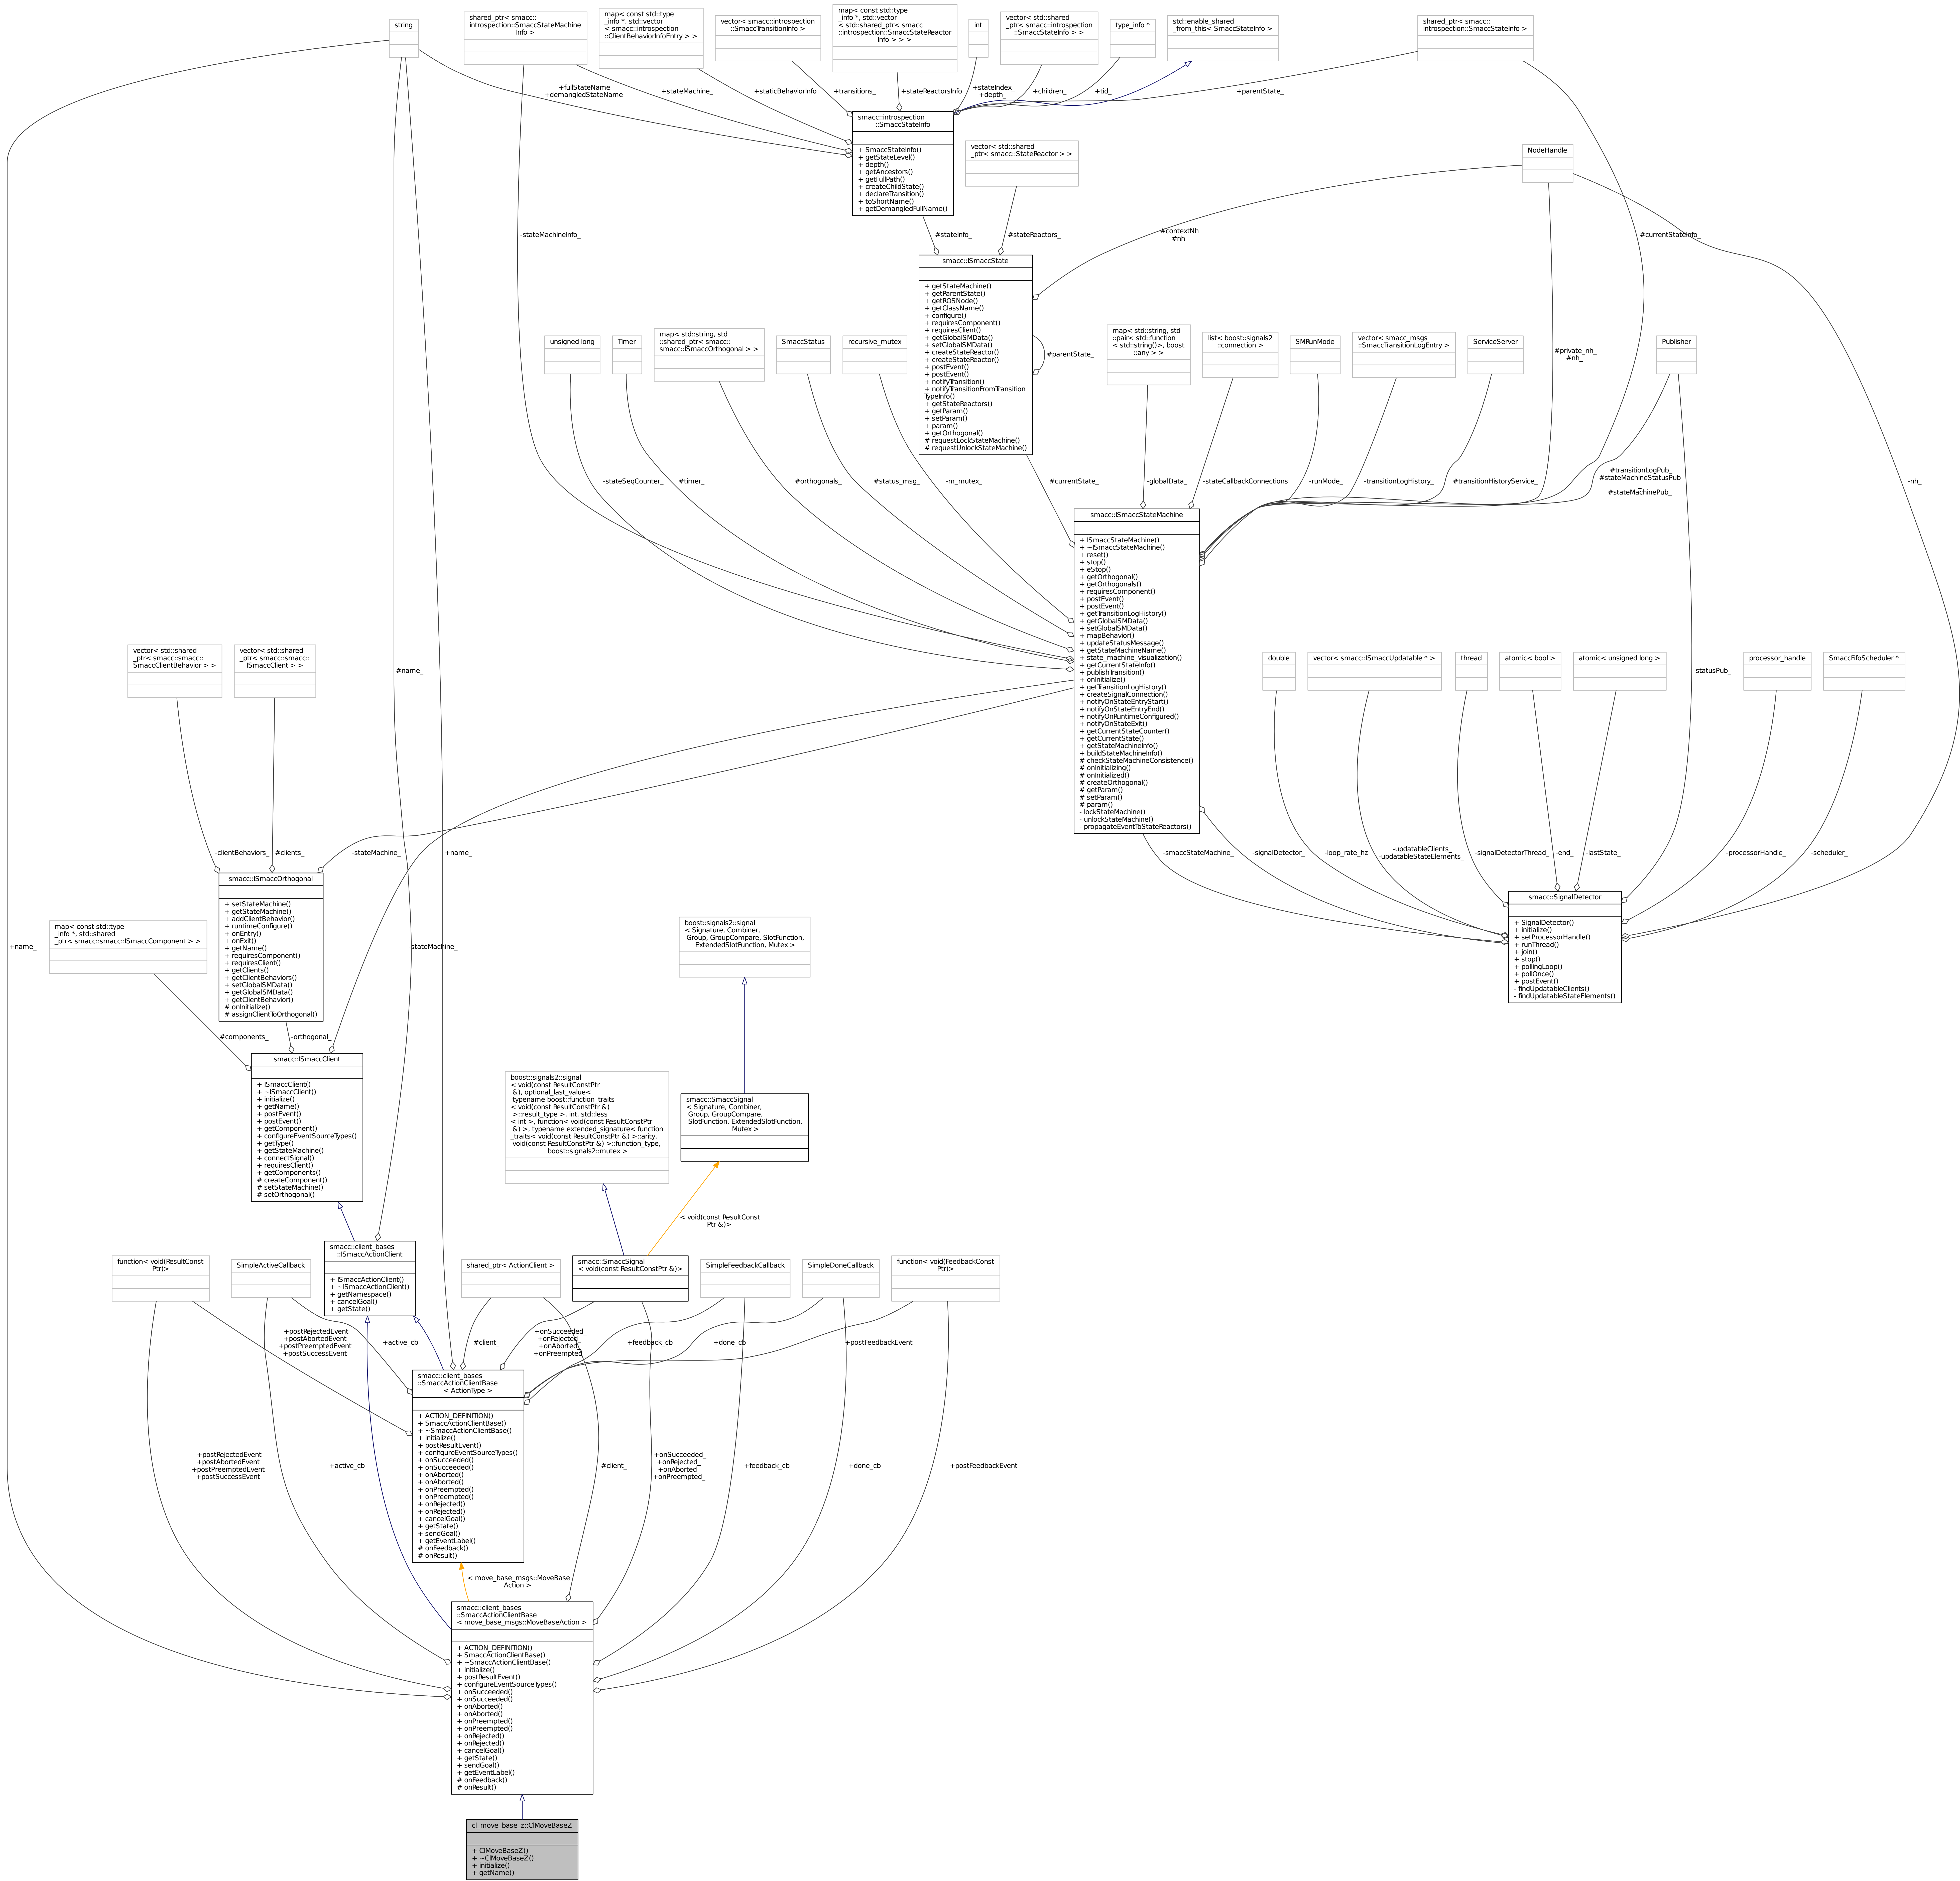 string
shared_ptr< smacc::
introspection::SmaccStateMachine
Info >
map< const std::type
_info *, std::vector
< smacc::introspection
::ClientBehaviorInfoEntry > >
vector< smacc::introspection
::SmaccTransitionInfo >
map< const std::type
_info *, std::vector
< std::shared_ptr< smacc
::introspection::SmaccStateReactor
Info > > >
int
vector< std::shared
_ptr< smacc::introspection
::SmaccStateInfo > >
type_info *
std::enable_shared
_from_this< SmaccStateInfo >
shared_ptr< smacc::
introspection::SmaccStateInfo >
+fullStateName
+demangledStateName
+stateMachine_
+staticBehaviorInfo
+transitions_
+stateReactorsInfo
+stateIndex_
+depth_
+children_
+tid_
+parentState_
smacc::introspection
::SmaccStateInfo
+ SmaccStateInfo()
+ getStateLevel()
+ depth()
+ getAncestors()
+ getFullPath()
+ createChildState()
+ declareTransition()
+ toShortName()
+ getDemangledFullName()
vector< std::shared
_ptr< smacc::StateReactor > >
NodeHandle
-stateMachineInfo_
#stateInfo_
#stateReactors_
#contextNh
#nh
#currentStateInfo_
smacc::ISmaccState
+ getStateMachine()
+ getParentState()
+ getROSNode()
+ getClassName()
+ configure()
+ requiresComponent()
+ requiresClient()
+ getGlobalSMData()
+ setGlobalSMData()
+ createStateReactor()
+ createStateReactor()
+ postEvent()
+ postEvent()
+ notifyTransition()
+ notifyTransitionFromTransition
TypeInfo()
+ getStateReactors()
+ getParam()
+ setParam()
+ param()
+ getOrthogonal()
# requestLockStateMachine()
# requestUnlockStateMachine()
#parentState_
unsigned long
Timer
map< std::string, std
::shared_ptr< smacc::
smacc::ISmaccOrthogonal > >
SmaccStatus
recursive_mutex
map< std::string, std
::pair< std::function
< std::string()>, boost
::any > >
list< boost::signals2
::connection >
SMRunMode
vector< smacc_msgs
::SmaccTransitionLogEntry >
ServiceServer
#private_nh_
#nh_
Publisher
-stateSeqCounter_
#timer_
#orthogonals_
#status_msg_
-m_mutex_
#currentState_
-globalData_
-stateCallbackConnections
-runMode_
-transitionLogHistory_
#transitionHistoryService_
#transitionLogPub_
#stateMachineStatusPub
_
#stateMachinePub_
-nh_
smacc::ISmaccStateMachine
+ ISmaccStateMachine()
+ ~ISmaccStateMachine()
+ reset()
+ stop()
+ eStop()
+ getOrthogonal()
+ getOrthogonals()
+ requiresComponent()
+ postEvent()
+ postEvent()
+ getTransitionLogHistory()
+ getGlobalSMData()
+ setGlobalSMData()
+ mapBehavior()
+ updateStatusMessage()
+ getStateMachineName()
+ state_machine_visualization()
+ getCurrentStateInfo()
+ publishTransition()
+ onInitialize()
+ getTransitionLogHistory()
+ createSignalConnection()
+ notifyOnStateEntryStart()
+ notifyOnStateEntryEnd()
+ notifyOnRuntimeConfigured()
+ notifyOnStateExit()
+ getCurrentStateCounter()
+ getCurrentState()
+ getStateMachineInfo()
+ buildStateMachineInfo()
# checkStateMachineConsistence()
# onInitializing()
# onInitialized()
# createOrthogonal()
# getParam()
# setParam()
# param()
- lockStateMachine()
- unlockStateMachine()
- propagateEventToStateReactors()
vector< std::shared
_ptr< smacc::smacc::
SmaccClientBehavior > >
vector< std::shared
_ptr< smacc::smacc::
ISmaccClient > >
#name_
double
vector< smacc::ISmaccUpdatable * >
thread
atomic< bool >
atomic< unsigned long >
-statusPub_
processor_handle
SmaccFifoScheduler *
-clientBehaviors_
#clients_
-stateMachine_
+name_
-smaccStateMachine_
-signalDetector_
-loop_rate_hz
-updatableClients_
-updatableStateElements_
-signalDetectorThread_
-end_
-lastState_
-processorHandle_
-scheduler_
smacc::ISmaccOrthogonal
+ setStateMachine()
+ getStateMachine()
+ addClientBehavior()
+ runtimeConfigure()
+ onEntry()
+ onExit()
+ getName()
+ requiresComponent()
+ requiresClient()
+ getClients()
+ getClientBehaviors()
+ setGlobalSMData()
+ getGlobalSMData()
+ getClientBehavior()
# onInitialize()
# assignClientToOrthogonal()
smacc::SignalDetector
+ SignalDetector()
+ initialize()
+ setProcessorHandle()
+ runThread()
+ join()
+ stop()
+ pollingLoop()
+ pollOnce()
+ postEvent()
- findUpdatableClients()
- findUpdatableStateElements()
map< const std::type
_info *, std::shared
_ptr< smacc::smacc::ISmaccComponent > >
+name_
-stateMachine_
boost::signals2::signal
< Signature, Combiner,
Group, GroupCompare, SlotFunction,
ExtendedSlotFunction, Mutex >
#components_
-orthogonal_
smacc::ISmaccClient
+ ISmaccClient()
+ ~ISmaccClient()
+ initialize()
+ getName()
+ postEvent()
+ postEvent()
+ getComponent()
+ configureEventSourceTypes()
+ getType()
+ getStateMachine()
+ connectSignal()
+ requiresClient()
+ getComponents()
# createComponent()
# setStateMachine()
# setOrthogonal()
boost::signals2::signal
< void(const ResultConstPtr
&), optional_last_value<
typename boost::function_traits
< void(const ResultConstPtr &)
>::result_type >, int, std::less
< int >, function< void(const ResultConstPtr
&) >, typename extended_signature< function
_traits< void(const ResultConstPtr &) >::arity,
void(const ResultConstPtr &) >::function_type,
boost::signals2::mutex >
smacc::SmaccSignal
< Signature, Combiner,
Group, GroupCompare,
SlotFunction, ExtendedSlotFunction,
Mutex >
< void(const ResultConst
Ptr &)>
smacc::client_bases
::ISmaccActionClient
+ ISmaccActionClient()
+ ~ISmaccActionClient()
+ getNamespace()
+ cancelGoal()
+ getState()
function< void(ResultConst
Ptr)>
SimpleActiveCallback
shared_ptr< ActionClient >
smacc::SmaccSignal
< void(const ResultConstPtr &)>
SimpleFeedbackCallback
SimpleDoneCallback
function< void(FeedbackConst
Ptr)>
+postRejectedEvent
+postAbortedEvent
+postPreemptedEvent
+postSuccessEvent
+active_cb
#client_
+onSucceeded_
+onRejected_
+onAborted_
+onPreempted_
+feedback_cb
+done_cb
+postFeedbackEvent
smacc::client_bases
::SmaccActionClientBase
< ActionType >
+ ACTION_DEFINITION()
+ SmaccActionClientBase()
+ ~SmaccActionClientBase()
+ initialize()
+ postResultEvent()
+ configureEventSourceTypes()
+ onSucceeded()
+ onSucceeded()
+ onAborted()
+ onAborted()
+ onPreempted()
+ onPreempted()
+ onRejected()
+ onRejected()
+ cancelGoal()
+ getState()
+ sendGoal()
+ getEventLabel()
# onFeedback()
# onResult()
+postRejectedEvent
+postAbortedEvent
+postPreemptedEvent
+postSuccessEvent
+active_cb
#client_
+onSucceeded_
+onRejected_
+onAborted_
+onPreempted_
+feedback_cb
+done_cb
+postFeedbackEvent
< move_base_msgs::MoveBase
Action >
smacc::client_bases
::SmaccActionClientBase
< move_base_msgs::MoveBaseAction >
+ ACTION_DEFINITION()
+ SmaccActionClientBase()
+ ~SmaccActionClientBase()
+ initialize()
+ postResultEvent()
+ configureEventSourceTypes()
+ onSucceeded()
+ onSucceeded()
+ onAborted()
+ onAborted()
+ onPreempted()
+ onPreempted()
+ onRejected()
+ onRejected()
+ cancelGoal()
+ getState()
+ sendGoal()
+ getEventLabel()
# onFeedback()
# onResult()
cl_move_base_z::ClMoveBaseZ
+ ClMoveBaseZ()
+ ~ClMoveBaseZ()
+ initialize()
+ getName()